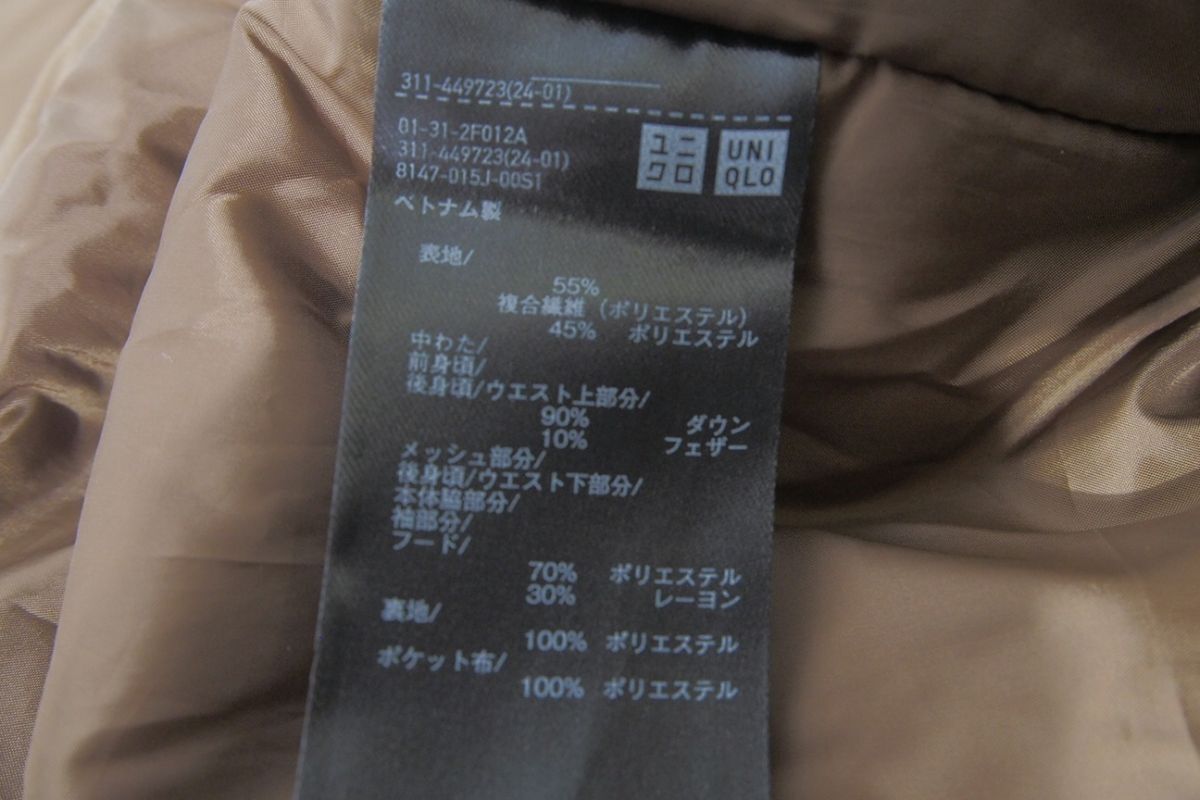 311-449723(24-01)
01-31-2F012A
311-449723(24-01)
8147-015J-00S1
ユニ
クロ
UNI
QLO
ベトナム製
表地/
55%
複合繊維（ポリエステル）
45% ポリエステル
中わた/
前身頃/
後身頃/ウエスト上部分/
90% ダウン
10% フェザー
メッシュ部分/
後身頃/ウエスト下部分/
本体脇部分/
袖部分/
フード/
70% ポリエステル
30% レーヨン
裏地/
100% ポリエステル
ポケット布/
100% ポリエステル